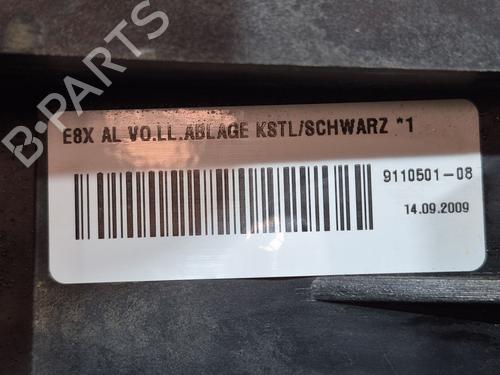 E8X AL VO.LL.ABLAGE KSTL/SCHWARZ *1
9110501-08
14.09.2009
B-PARTS